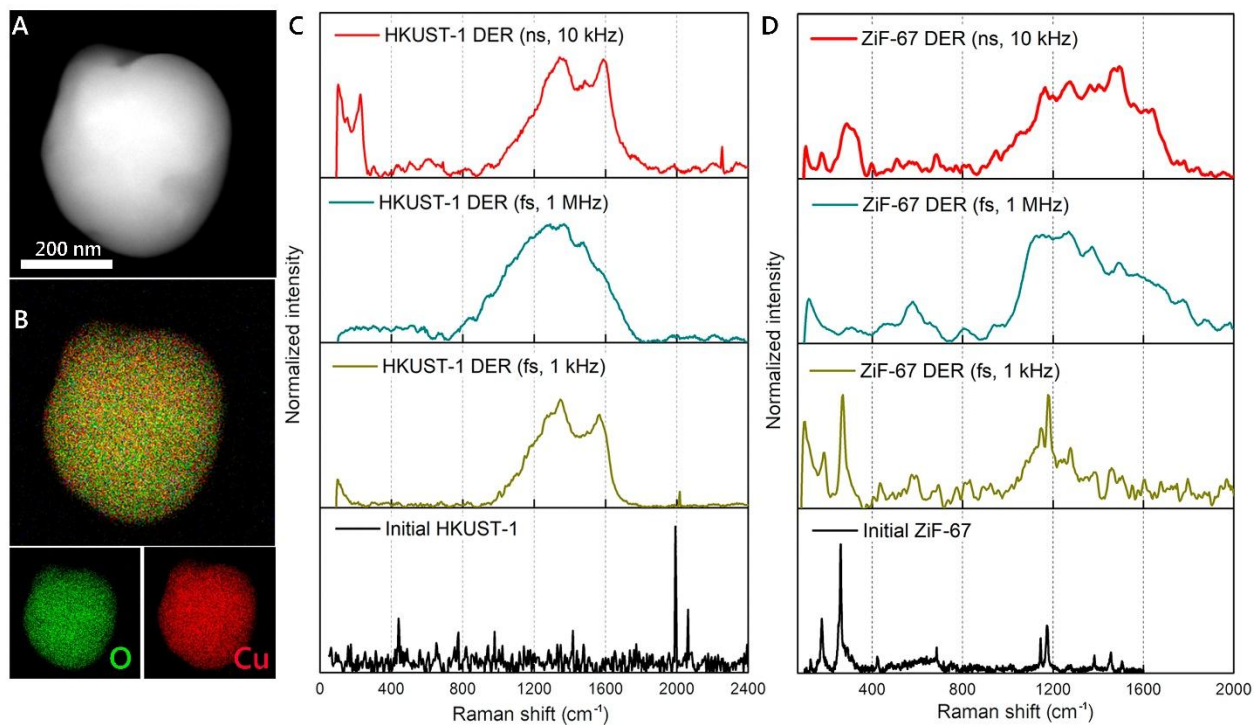 A
200 nm
B
O
Cu
C
HKUST-1 DER (ns, 10 kHz)
HKUST-1 DER (fs, 1 MHz)
HKUST-1 DER (fs, 1 kHz)
Initial HKUST-1
Normalized intensity
0 400 800 1200 1600 2000 2400
Raman shift (cm⁻¹)
D
ZiF-67 DER (ns, 10 kHz)
ZiF-67 DER (fs, 1 MHz)
ZiF-67 DER (fs, 1 kHz)
Initial ZiF-67
Normalized intensity
400 800 1200 1600 2000
Raman shift (cm⁻¹)